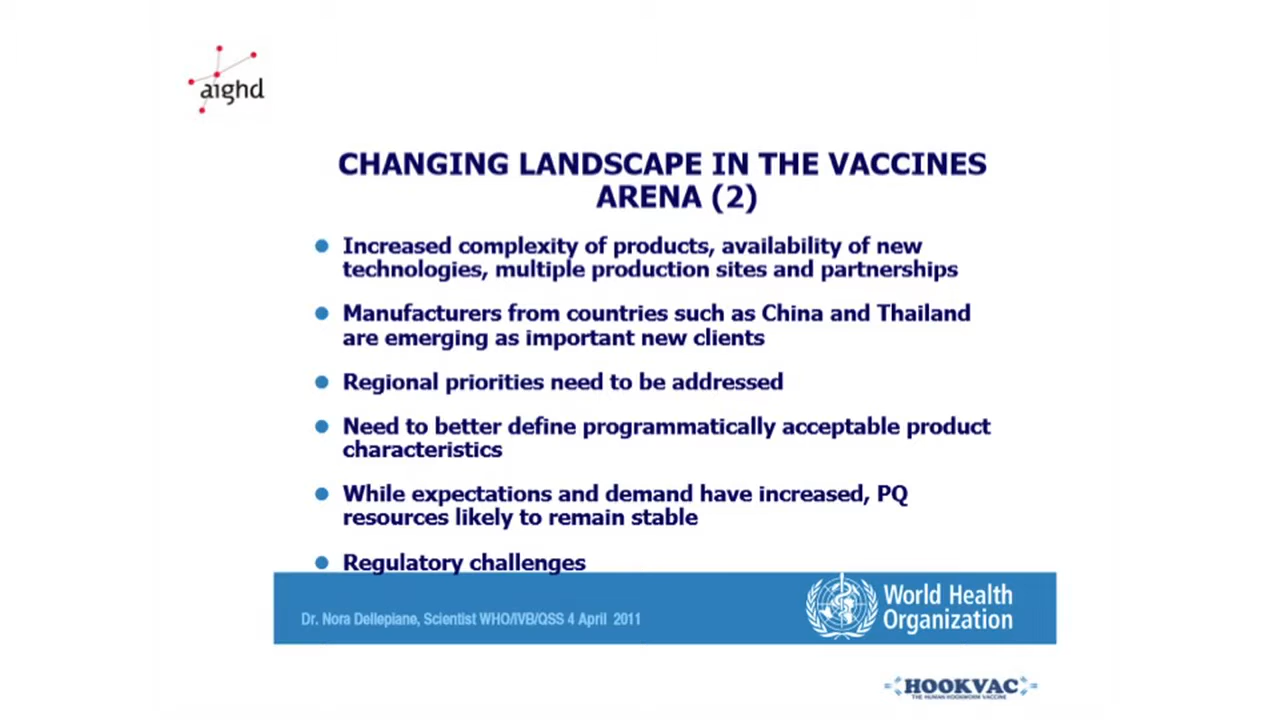 aighd
CHANGING LANDSCAPE IN THE VACCINES
ARENA (2)
Increased complexity of products, availability of new
technologies, multiple production sites and partnerships
Manufacturers from countries such as China and Thailand
are emerging as important new clients
Regional priorities need to be addressed
Need to better define programmatically acceptable product
characteristics
While expectations and demand have increased, PQ
resources likely to remain stable
Regulatory challenges
Dr. Nora Dellepiane, Scientist WHO/IVB/QSS 4 April 2011
World Health
Organization
HOOKVAC
THE HUMAN HOOKWORM VACCINE